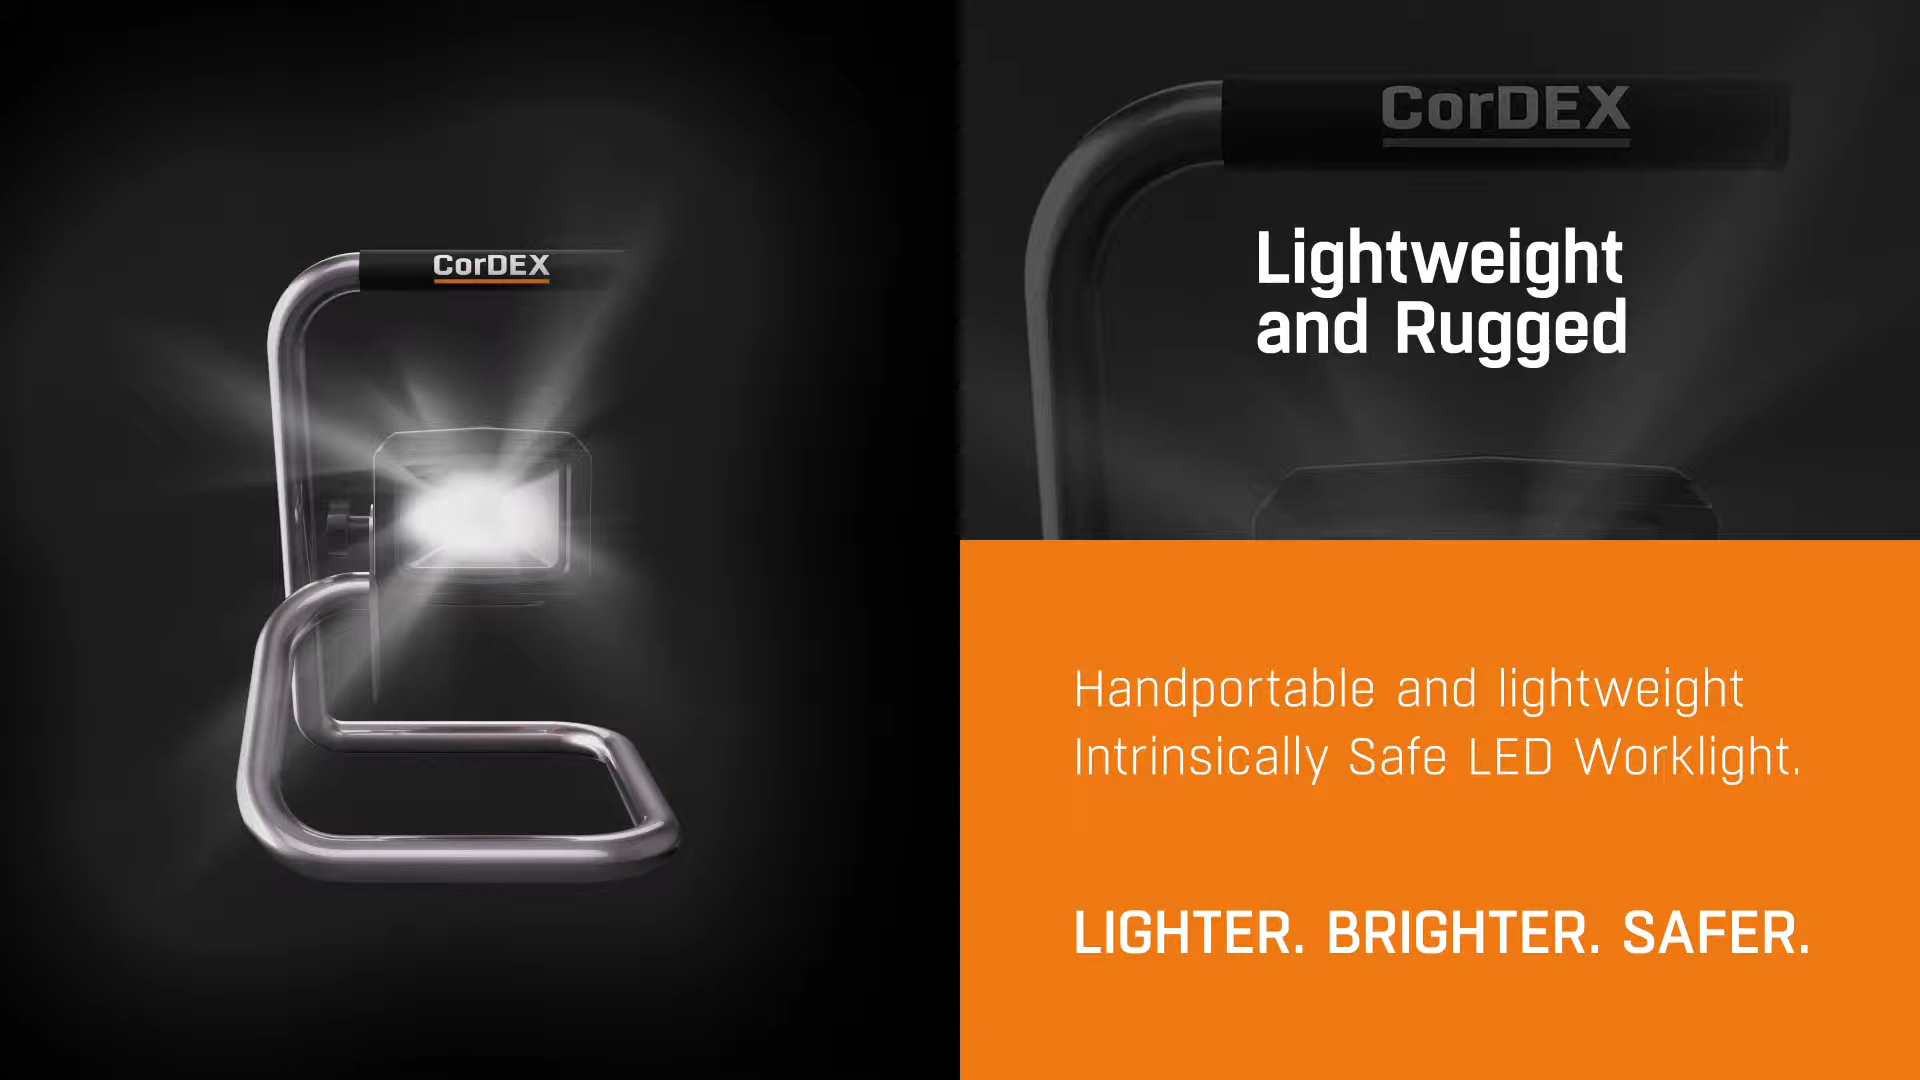 CorDEX
CorDEX
Lightweight
and Rugged
Handportable and lightweight
Intrinsically Safe LED Worklight.
LIGHTER. BRIGHTER. SAFER.